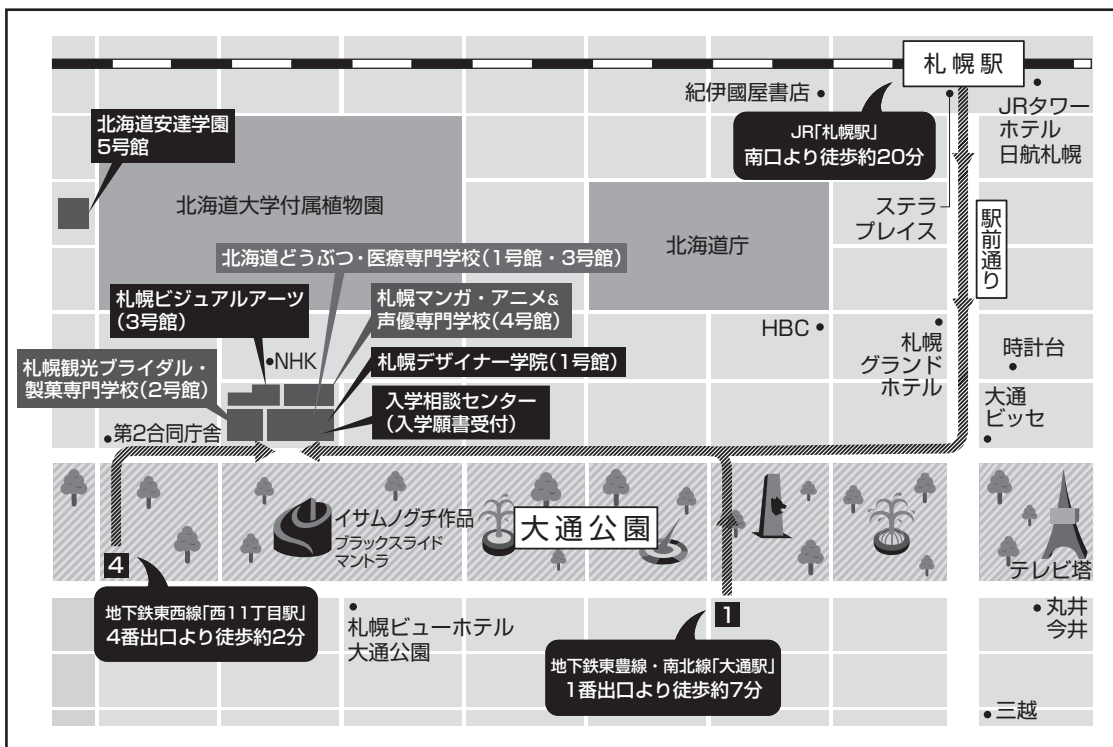 札幌駅
紀伊國屋書店
JRタワー
ホテル
日航札幌
JR「札幌駅」
南口より徒歩約20分
北海道安達学園
5号館
北海道大学付属植物園
ステラ
プレイス
駅前通り
北海道庁
北海道どうぶつ・医療専門学校(1号館・3号館)
札幌ビジュアルアーツ
(3号館)
札幌マンガ・アニメ&
声優専門学校(4号館)
HBC
札幌
グランド
ホテル
時計台
NHK
札幌観光ブライダル・
製菓専門学校(2号館)
札幌デザイナー学院(1号館)
入学相談センター
(入学願書受付)
大通
ビッセ
第2合同庁舎
イサムノグチ作品
ブラックスライド
マントラ
大通公園
テレビ塔
4
地下鉄東西線「西11丁目駅」
4番出口より徒歩約2分
札幌ビューホテル
大通公園
1
地下鉄東豊線・南北線「大通駅」
1番出口より徒歩約7分
丸井
今井
三越